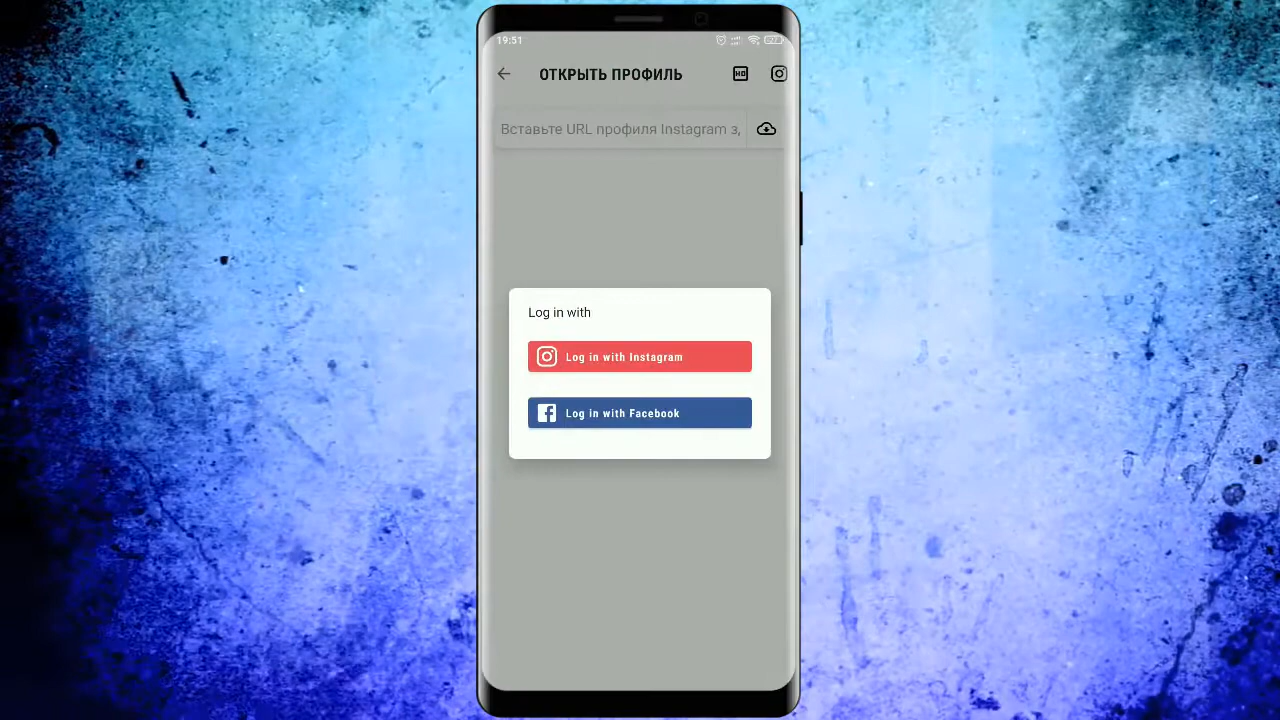 19:51
ОТКРЫТЬ ПРОФИЛЬ
HD
Вставьте URL профиля Instagram з,
Log in with
Log in with Instagram
Log in with Facebook